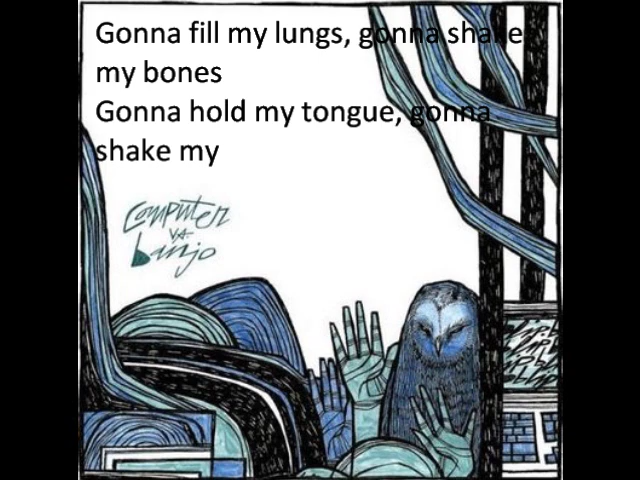 Gonna fill my lungs, gonna shake
my bones
Gonna hold my tongue, gonna
shake my
Computer
vs.
banjo